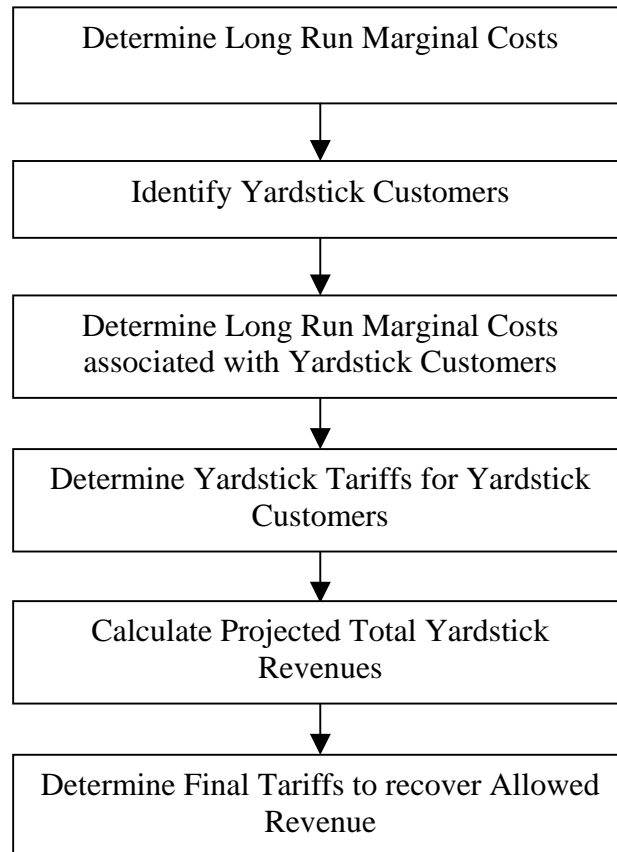 Determine Long Run Marginal Costs
Identify Yardstick Customers
Determine Long Run Marginal Costs
associated with Yardstick Customers
Determine Yardstick Tariffs for Yardstick
Customers
Calculate Projected Total Yardstick
Revenues
Determine Final Tariffs to recover Allowed
Revenue